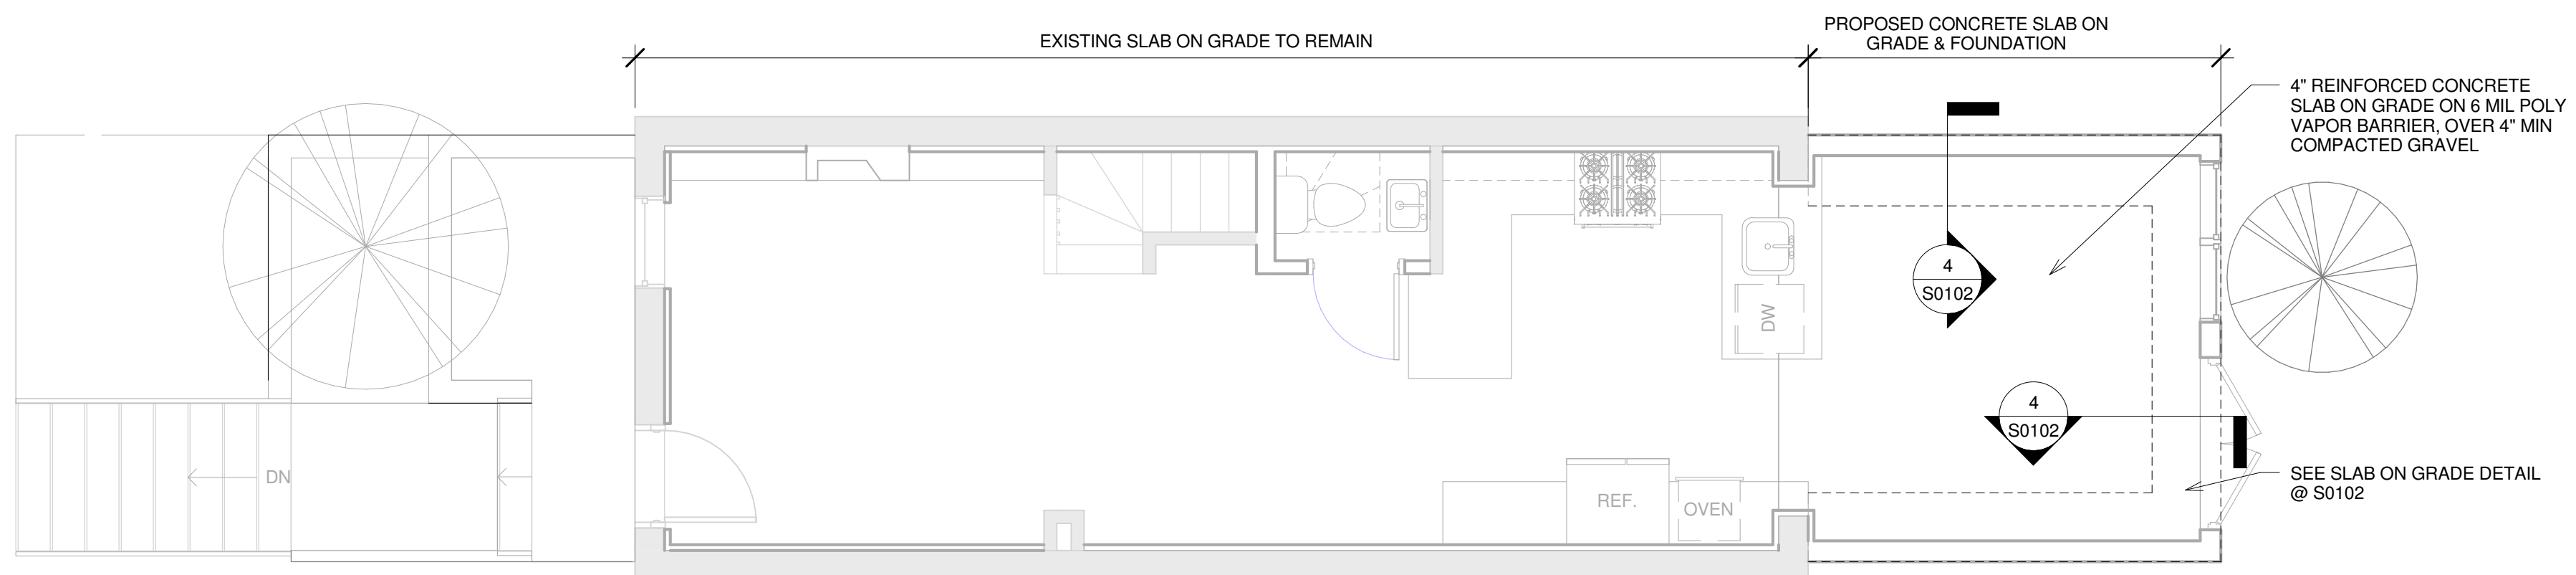 EXISTING SLAB ON GRADE TO REMAIN
PROPOSED CONCRETE SLAB ON
GRADE & FOUNDATION
4" REINFORCED CONCRETE
SLAB ON GRADE ON 6 MIL POLY
VAPOR BARRIER, OVER 4" MIN
COMPACTED GRAVEL
4
S0102
DW
4
S0102
DN
REF.
OVEN
SEE SLAB ON GRADE DETAIL
@ S0102